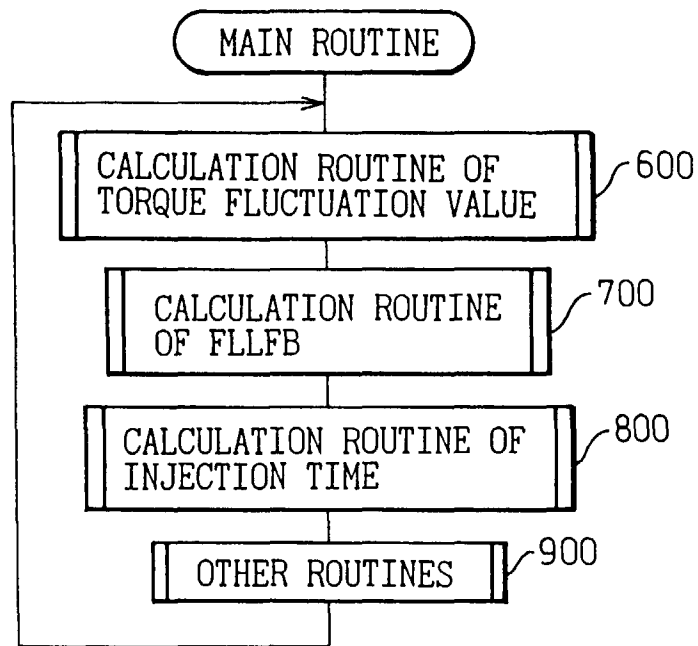 MAIN ROUTINE
CALCULATION ROUTINE OF
TORQUE FLUCTUATION VALUE
600
CALCULATION ROUTINE
OF FLLFB
700
CALCULATION ROUTINE OF
INJECTION TIME
800
OTHER ROUTINES
900